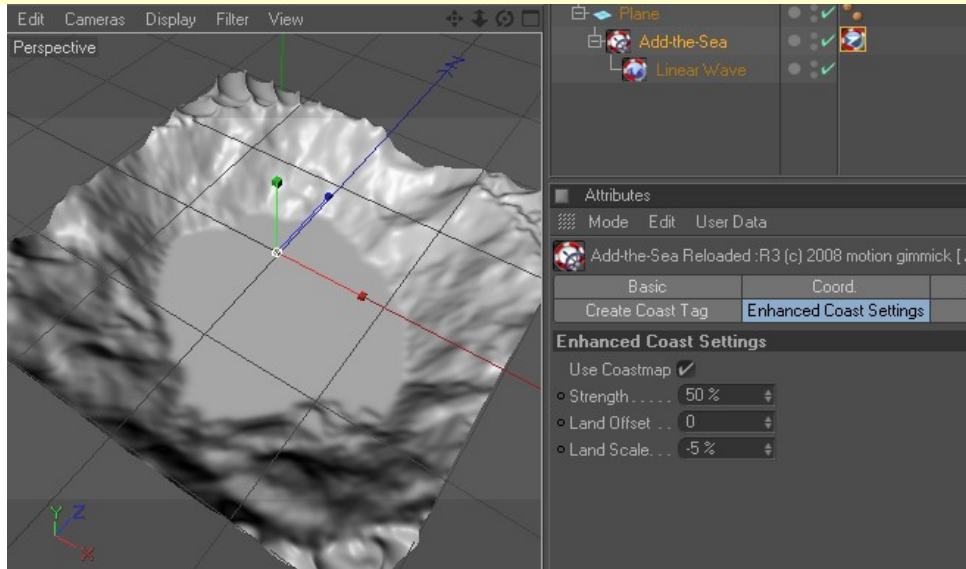 Edit Cameras Display Filter View
Perspective
Z
Y Z
X
Plane
Add-the-Sea
Linear Wave
Attributes
Mode Edit User Data
Add-the-Sea Reloaded :R3 (c) 2008 motion gimmick [
Basic Coord.
Create Coast Tag Enhanced Coast Settings
Enhanced Coast Settings
Use Coastmap
Strength..... 50 %
Land Offset .. 0
Land Scale... -5 %